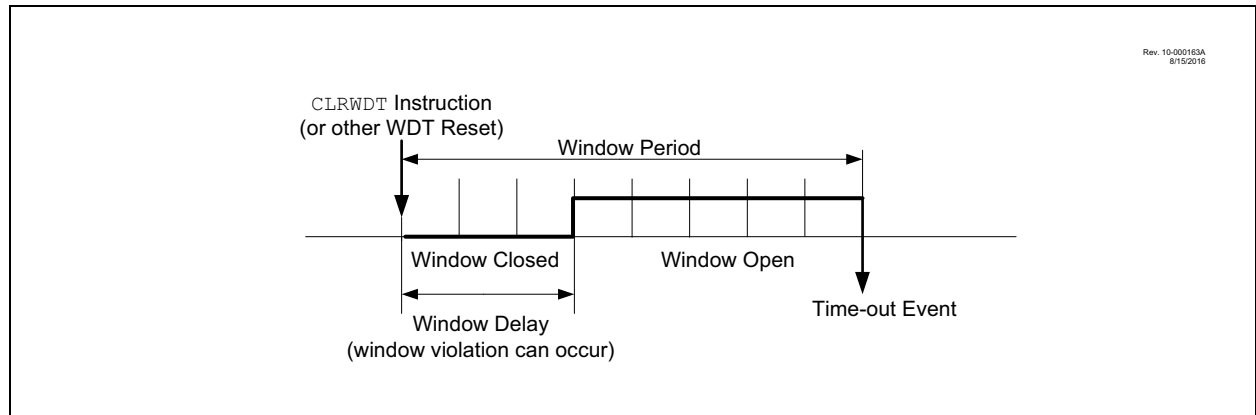 Rev. 10-000163A
8/15/2016
CLRWDT Instruction
(or other WDT Reset)
Window Period
Window Closed
Window Open
Window Delay
(window violation can occur)
Time-out Event